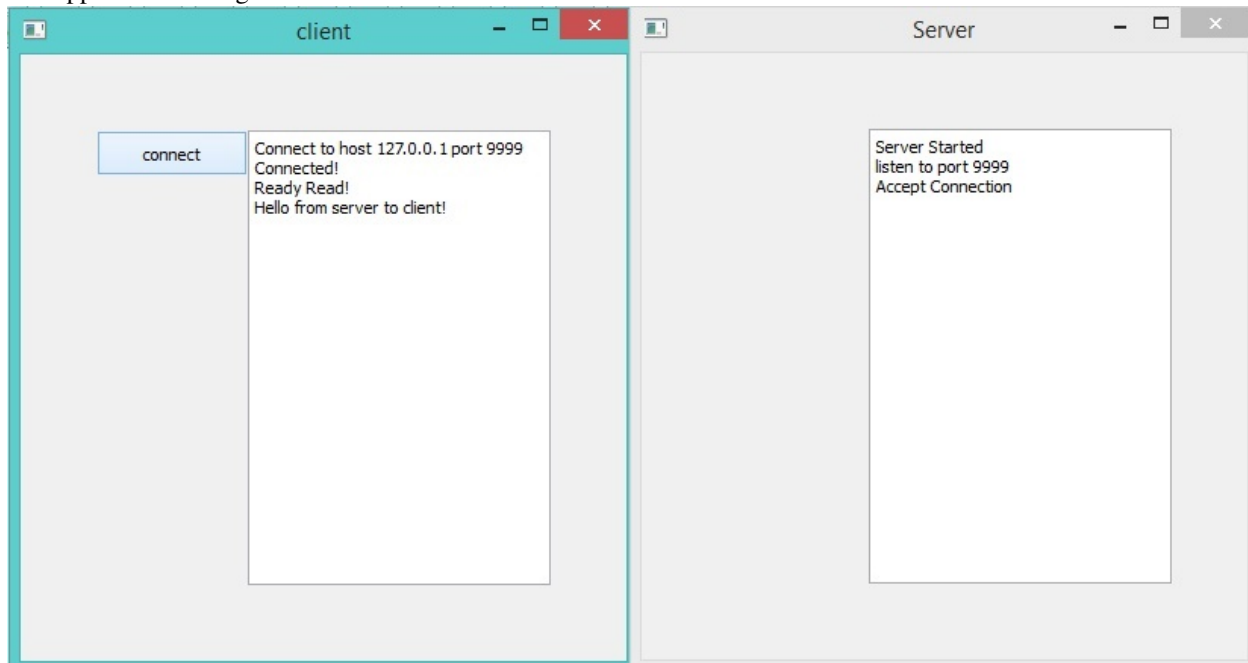 client
Server
connect
Connect to host 127.0.0.1 port 9999
Connected!
Ready Read!
Hello from server to client!
Server Started
listen to port 9999
Accept Connection